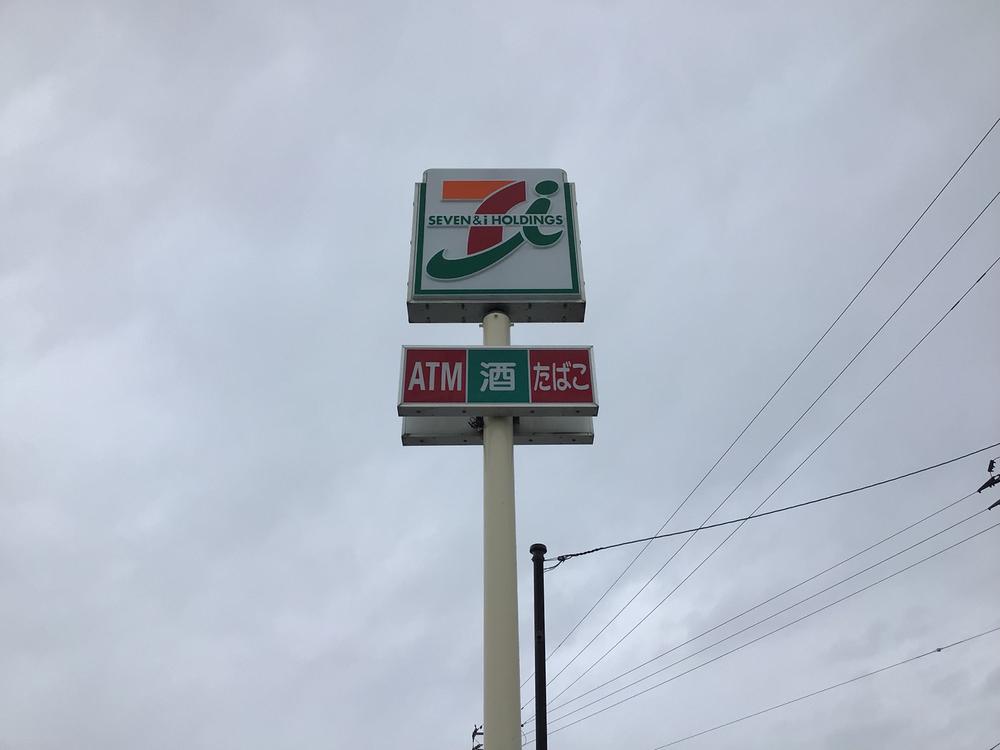 SEVEN&i HOLDINGS
ATM 酒 たばこ